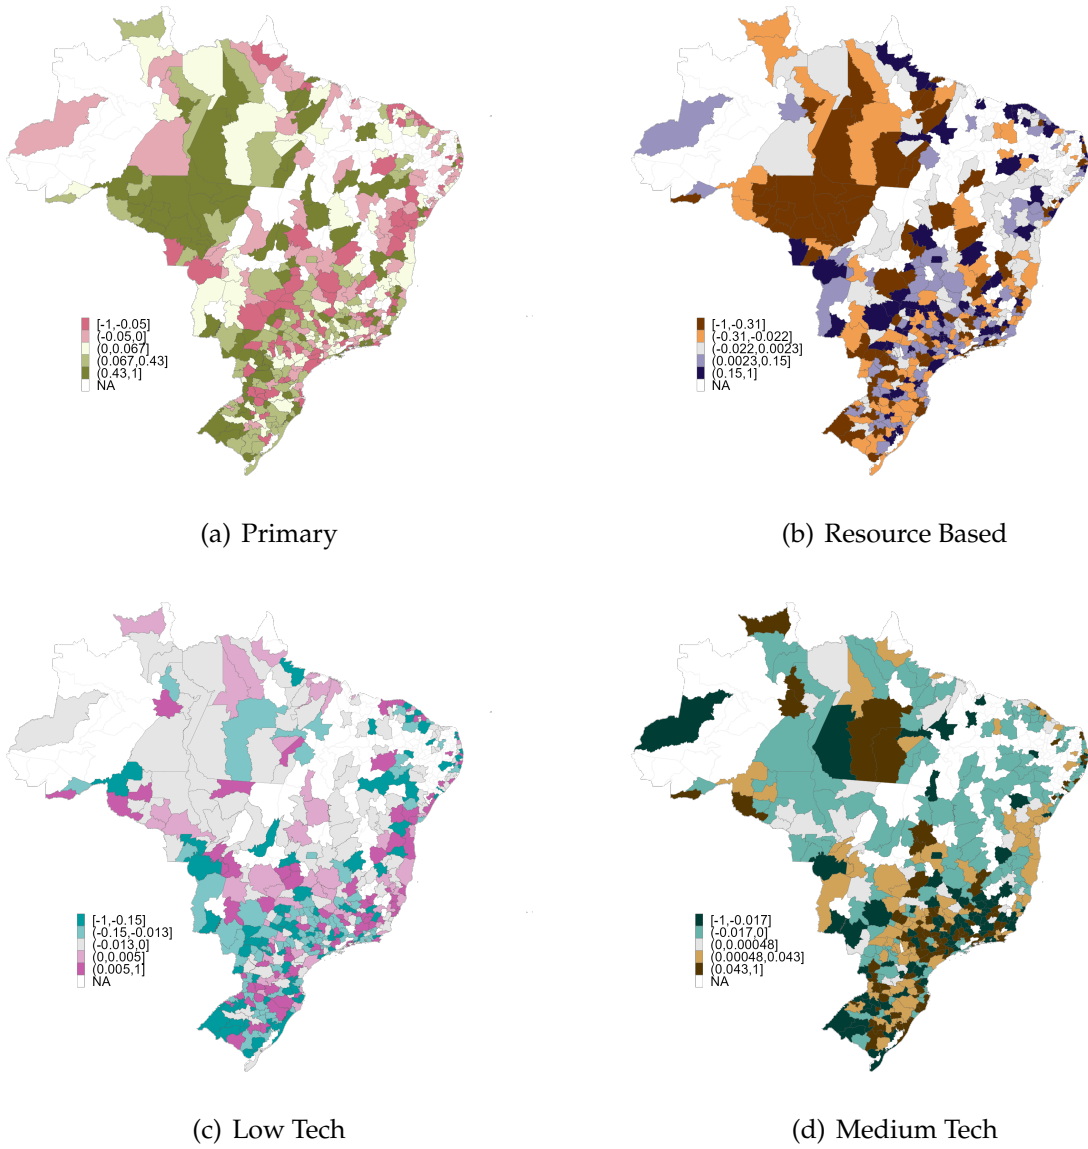 [-1,-0.05]
(-0.05,0]
(0,0.067]
(0.067,0.43]
(0.43,1]
NA
[-1,-0.31]
(-0.31,-0.022]
(-0.022,0.0023]
(0.0023,0.15]
(0.15,1]
NA
(a) Primary
(b) Resource Based
[-1,-0.15]
(-0.15,-0.013]
(-0.013,0]
(0,0.005]
(0.005,1]
NA
[-1,-0.017]
(-0.017,0]
(0,0.00048]
(0.00048,0.043]
(0.043,1]
NA
(c) Low Tech
(d) Medium Tech